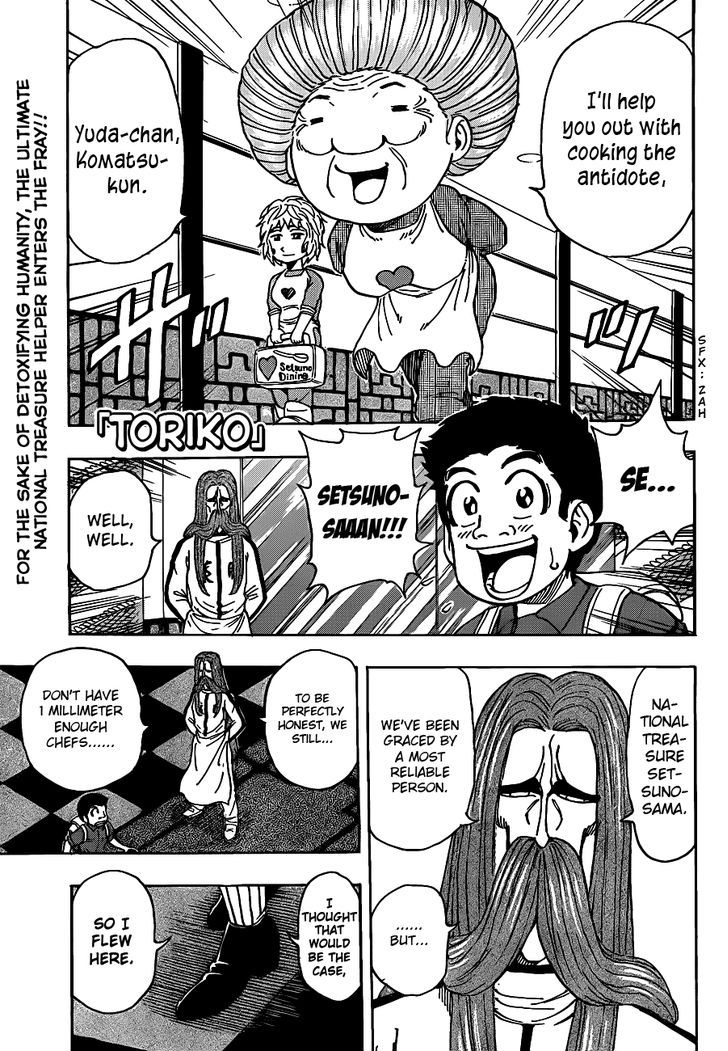 FOR THE SAKE OF DETOXIFYING HUMANITY, THE ULTIMATE
NATIONAL TREASURE HELPER ENTERS THE FRAY!!
I'll help
you out with
cooking the
antidote,
Yuda-chan,
Komatsu-
kun.
Setsuno
Dining
ザッ
SFX: ZAH
「TORIKO」
SE...
SETSUNO-
SAAAN!!!
WELL,
WELL.
NA-
TIONAL
TREA-
SURE
SET-
SUNO-
SAMA.
WE'VE BEEN
GRACED BY
A MOST
RELIABLE
PERSON.
......
BUT...
TO BE
PERFECTLY
HONEST, WE
STILL...
DON'T HAVE
1 MILLIMETER
ENOUGH
CHEFS......
I
THOUGHT
THAT
WOULD
BE THE
CASE,
SO I
FLEW
HERE.